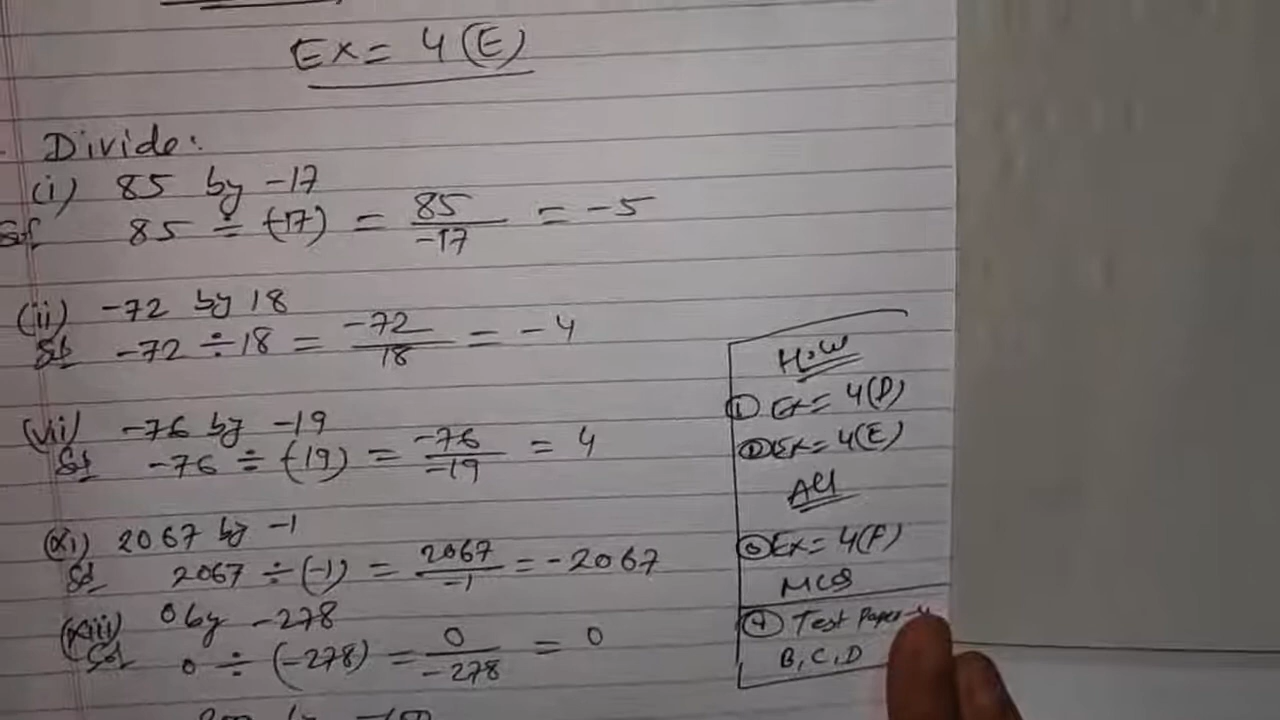 Ex = 4(E)
Divide:
(i) 85 by -17
Sol 85 ÷ (-17) = 85/-17 = -5
(ii) -72 by 18
Sol -72 ÷ 18 = -72/18 = -4
(vii) -76 by -19
Sol -76 ÷ (-19) = -76/-19 = 4
(xi) 2067 by -1
Sol 2067 ÷ (-1) = 2067/-1 = -2067
(xiii) 0 by -278
Sol 0 ÷ (-278) = 0/-278 = 0
H.W
① Ex = 4(D)
② Ex = 4(E)
All
③ Ex = 4(F)
MCQs
④ Test Paper-4
B, C, D